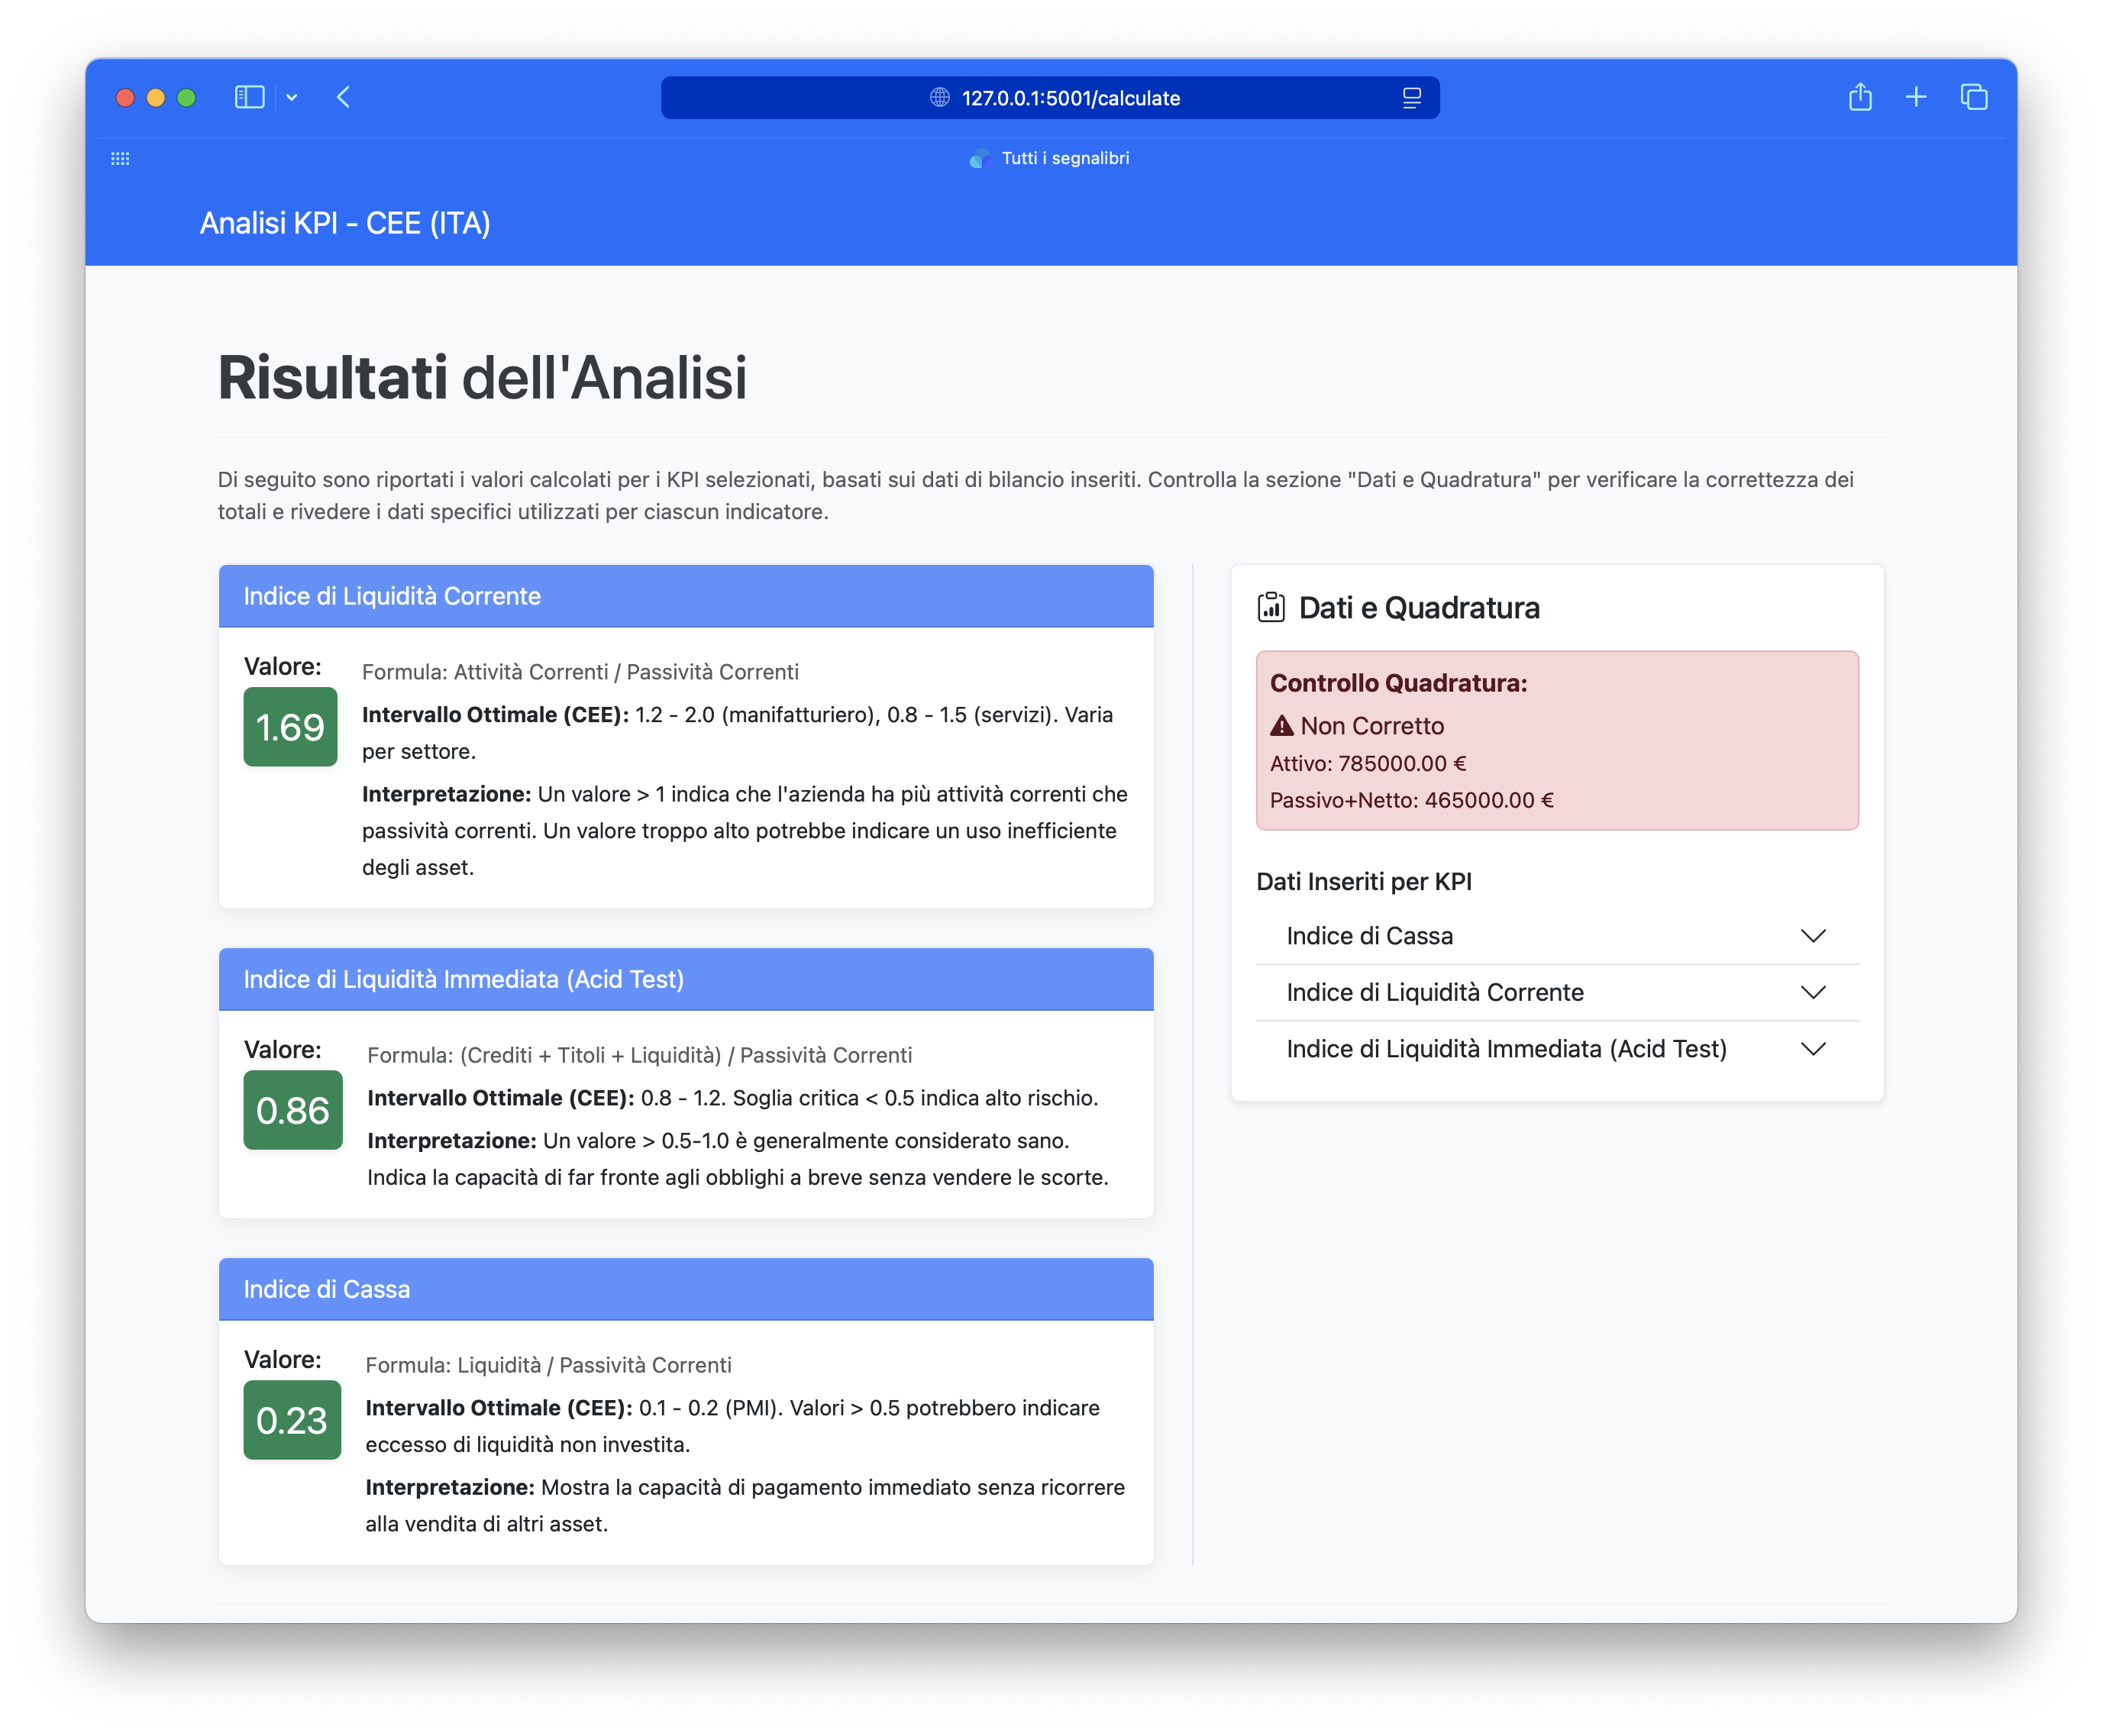 127.0.0.1:5001/calculate
Tutti i segnalibri
Analisi KPI - CEE (ITA)
Risultati dell'Analisi
Di seguito sono riportati i valori calcolati per i KPI selezionati, basati sui dati di bilancio inseriti. Controlla la sezione "Dati e Quadratura" per verificare la correttezza dei
totali e rivedere i dati specifici utilizzati per ciascun indicatore.
Indice di Liquidità Corrente
Valore:
1.69
Formula: Attività Correnti / Passività Correnti
Intervallo Ottimale (CEE): 1.2 - 2.0 (manifatturiero), 0.8 - 1.5 (servizi). Varia
per settore.
Interpretazione: Un valore > 1 indica che l'azienda ha più attività correnti che
passività correnti. Un valore troppo alto potrebbe indicare un uso inefficiente
degli asset.
Indice di Liquidità Immediata (Acid Test)
Valore:
0.86
Formula: (Crediti + Titoli + Liquidità) / Passività Correnti
Intervallo Ottimale (CEE): 0.8 - 1.2. Soglia critica < 0.5 indica alto rischio.
Interpretazione: Un valore > 0.5-1.0 è generalmente considerato sano.
Indica la capacità di far fronte agli obblighi a breve senza vendere le scorte.
Indice di Cassa
Valore:
0.23
Formula: Liquidità / Passività Correnti
Intervallo Ottimale (CEE): 0.1 - 0.2 (PMI). Valori > 0.5 potrebbero indicare
eccesso di liquidità non investita.
Interpretazione: Mostra la capacità di pagamento immediato senza ricorrere
alla vendita di altri asset.
Dati e Quadratura
Controllo Quadratura:
Non Corretto
Attivo: 785000.00 €
Passivo+Netto: 465000.00 €
Dati Inseriti per KPI
Indice di Cassa
Indice di Liquidità Corrente
Indice di Liquidità Immediata (Acid Test)